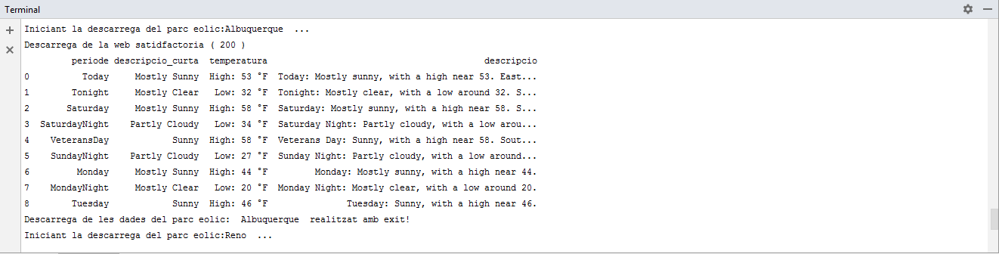 Terminal
Iniciant la descarrega del parc eolic:Albuquerque  ...
Descarrega de la web satidfactoria ( 200 )
periode descripcio_curta  temperatura  descripcio
0  Today  Mostly Sunny  High: 53 °F  Today: Mostly sunny, with a high near 53. East...
1  Tonight  Mostly Clear  Low: 32 °F  Tonight: Mostly clear, with a low around 32. S...
2  Saturday  Mostly Sunny  High: 58 °F  Saturday: Mostly sunny, with a high near 58. S...
3  SaturdayNight  Partly Cloudy  Low: 34 °F  Saturday Night: Partly cloudy, with a low arou...
4  VeteransDay  Sunny  High: 58 °F  Veterans Day: Sunny, with a high near 58. Sout...
5  SundayNight  Partly Cloudy  Low: 27 °F  Sunday Night: Partly cloudy, with a low around...
6  Monday  Mostly Sunny  High: 44 °F  Monday: Mostly sunny, with a high near 44.
7  MondayNight  Mostly Clear  Low: 20 °F  Monday Night: Mostly clear, with a low around 20.
8  Tuesday  Sunny  High: 46 °F  Tuesday: Sunny, with a high near 46.
Descarrega de les dades del parc eolic:  Albuquerque  realitzat amb exit!
Iniciant la descarrega del parc eolic:Reno  ...